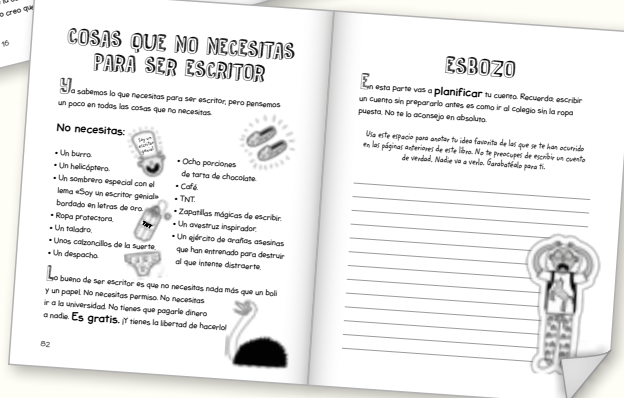 o creo que
16
COSAS QUE NO NECESITAS
PARA SER ESCRITOR
Ya sabemos lo que necesitas para ser escritor, pero pensemos
un poco en todas las cosas que no necesitas.
No necesitas:
• Un burro.
• Un helicóptero.
• Un sombrero especial con el
lema «Soy un escritor genial»
bordado en letras de oro.
• Ropa protectora.
• Un taladro.
• Unos calzoncillos de la suerte.
• Un despacho.
Soy un
escritor
genial
TNT
• Ocho porciones
de tarta de chocolate.
• Café.
• TNT.
• Zapatillas mágicas de escribir.
• Un avestruz inspirador.
• Un ejército de arañas asesinas
que han entrenado para destruir
al que intente distraerte.
Lo bueno de ser escritor es que no necesitas nada más que un boli
y un papel. No necesitas permiso. No necesitas
ir a la universidad. No tienes que pagarle dinero
a nadie. Es gratis. ¡Y tienes la libertad de hacerlo!
82
ESBOZO
En esta parte vas a planificar tu cuento. Recuerda: escribir
un cuento sin prepararlo antes es como ir al colegio sin la ropa
puesta. No te lo aconsejo en absoluto.
Usa este espacio para anotar tu idea favorita de las que se te han ocurrido
en las páginas anteriores de este libro. No te preocupes de escribir un cuento
de verdad. Nadie va a verlo. Garabatéalo para ti.